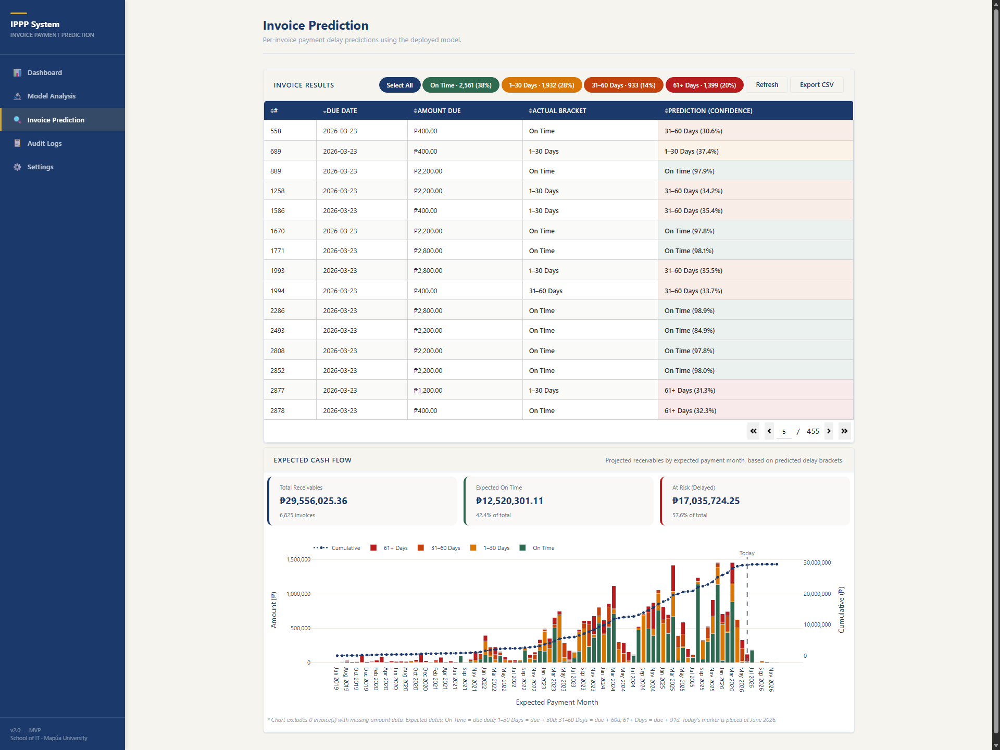 IPPP System
INVOICE PAYMENT PREDICTION
Dashboard
Model Analysis
Invoice Prediction
Audit Logs
Settings
v2.0 — MVP
School of IT · Mapúa University
Invoice Prediction
Per-invoice payment delay predictions using the deployed model.
INVOICE RESULTS Select All On Time · 2,561 (38%) 1–30 Days · 1,932 (28%) 31–60 Days · 933 (14%) 61+ Days · 1,399 (20%) Refresh Export CSV
# DUE DATE AMOUNT DUE ACTUAL BRACKET PREDICTION (CONFIDENCE)
558 2026-03-23 ₱400.00 On Time 31–60 Days (30.6%)
689 2026-03-23 ₱400.00 1–30 Days 1–30 Days (37.4%)
889 2026-03-23 ₱2,200.00 On Time On Time (97.9%)
1258 2026-03-23 ₱2,200.00 1–30 Days 31–60 Days (34.2%)
1586 2026-03-23 ₱400.00 1–30 Days 31–60 Days (35.4%)
1670 2026-03-23 ₱2,200.00 On Time On Time (97.8%)
1771 2026-03-23 ₱2,800.00 On Time On Time (98.1%)
1993 2026-03-23 ₱2,800.00 1–30 Days 31–60 Days (35.5%)
1994 2026-03-23 ₱400.00 31–60 Days 31–60 Days (33.7%)
2286 2026-03-23 ₱2,800.00 On Time On Time (98.9%)
2493 2026-03-23 ₱2,200.00 On Time On Time (84.9%)
2808 2026-03-23 ₱2,200.00 On Time On Time (97.8%)
2852 2026-03-23 ₱2,200.00 On Time On Time (98.0%)
2877 2026-03-23 ₱1,200.00 1–30 Days 61+ Days (31.3%)
2878 2026-03-23 ₱400.00 On Time 61+ Days (32.3%)
5 / 455
EXPECTED CASH FLOW Projected receivables by expected payment month, based on predicted delay brackets.
Total Receivables
₱29,556,025.36
6,825 invoices
Expected On Time
₱12,520,301.11
42.4% of total
At Risk (Delayed)
₱17,035,724.25
57.6% of total
Cumulative 61+ Days 31–60 Days 1–30 Days On Time
Today
1,500,000
1,000,000
500,000
0
Amount (₱)
30,000,000
20,000,000
10,000,000
0
Cumulative (₱)
Jun 2019 Aug 2019 Oct 2019 Dec 2019 Feb 2020 Apr 2020 Jun 2020 Aug 2020 Oct 2020 Dec 2020 Feb 2021 Apr 2021 Jun 2021 Sep 2021 Nov 2021 Jan 2022 Mar 2022 May 2022 Jul 2022 Sep 2022 Nov 2022 Jan 2023 Mar 2023 May 2023 Jul 2023 Sep 2023 Nov 2023 Jan 2024 Mar 2024 May 2024 Jul 2024 Sep 2024 Nov 2024 Jan 2025 Mar 2025 May 2025 Jul 2025 Sep 2025 Nov 2025 Jan 2026 Mar 2026 May 2026 Jul 2026 Sep 2026 Nov 2026
Expected Payment Month
* Chart excludes 0 invoice(s) with missing amount data. Expected dates: On Time = due date; 1–30 Days = due + 30d; 31–60 Days = due + 60d; 61+ Days = due + 91d. Today's marker is placed at June 2026.